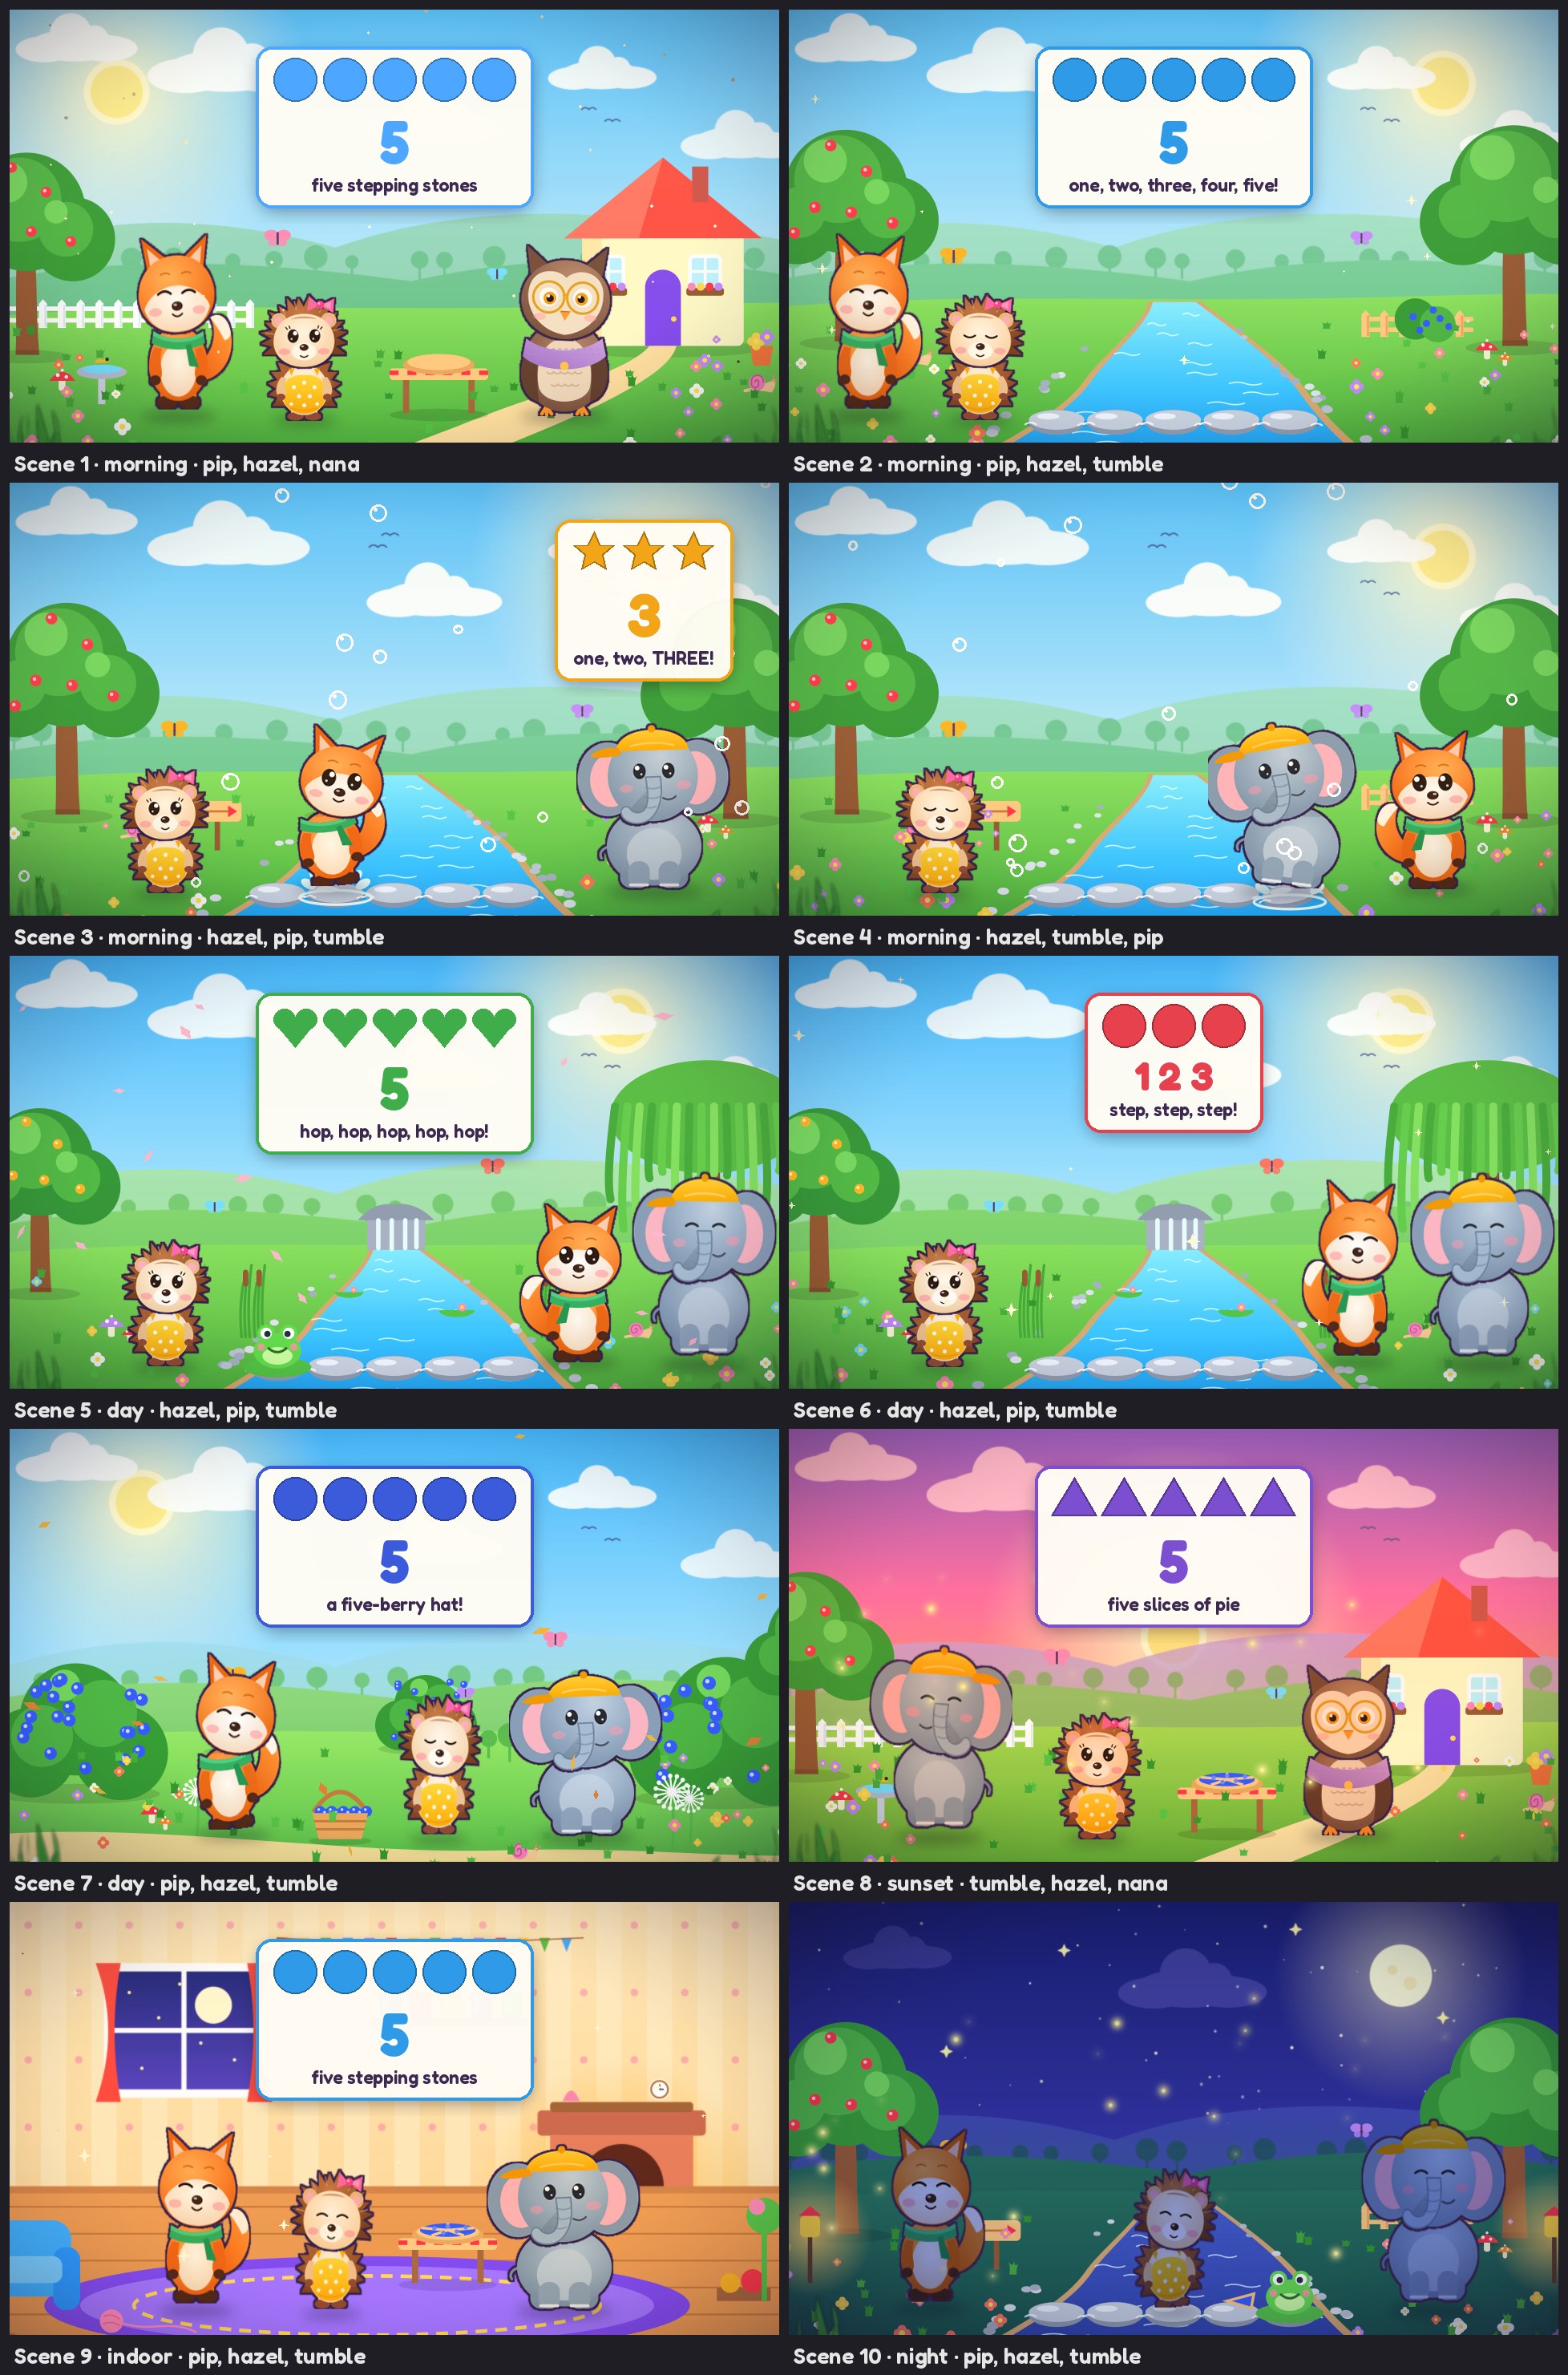 5
five stepping stones
Scene 1 · morning · pip, hazel, nana
5
one, two, three, four, five!
Scene 2 · morning · pip, hazel, tumble
3
one, two, THREE!
Scene 3 · morning · hazel, pip, tumble
Scene 4 · morning · hazel, tumble, pip
5
hop, hop, hop, hop, hop!
Scene 5 · day · hazel, pip, tumble
1 2 3
step, step, step!
Scene 6 · day · hazel, pip, tumble
5
a five-berry hat!
Scene 7 · day · pip, hazel, tumble
5
five slices of pie
Scene 8 · sunset · tumble, hazel, nana
5
five stepping stones
Scene 9 · indoor · pip, hazel, tumble
Scene 10 · night · pip, hazel, tumble